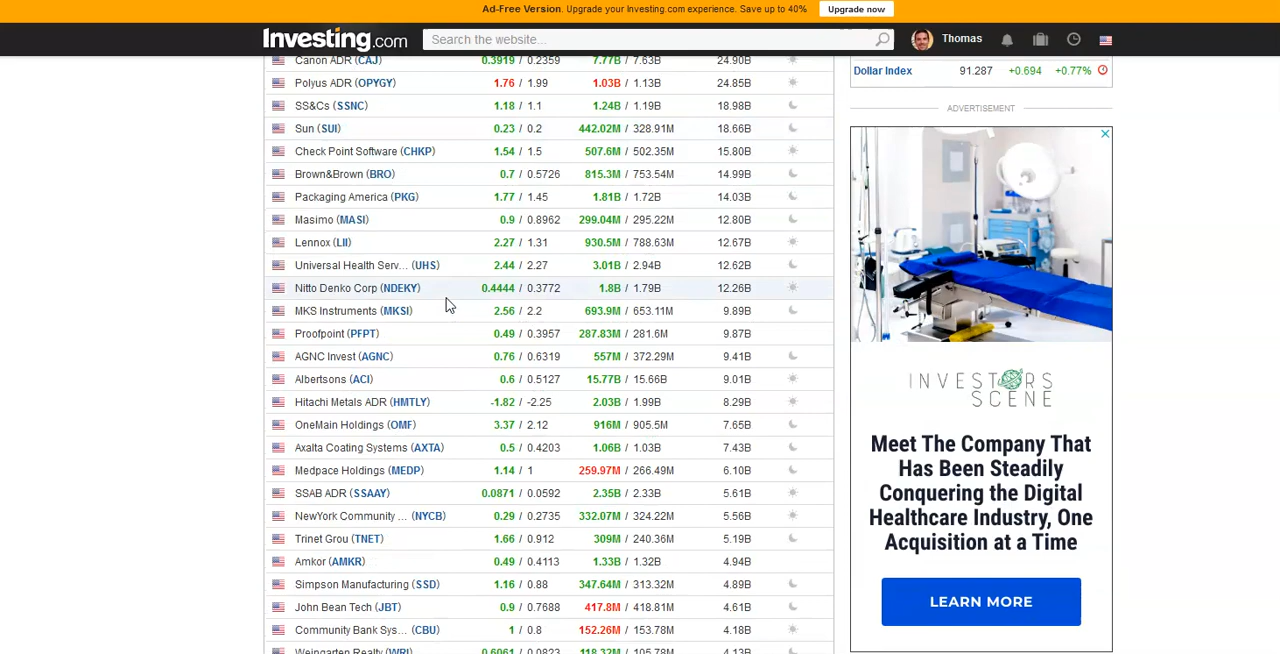 Ad-Free Version. Upgrade your Investing.com experience. Save up to 40% Upgrade now
Investing.com Search the website... Thomas
Canon ADR (CAJ) 0.3919 / 0.2359 7.77B / 7.63B 24.90B
Polyus ADR (OPYGY) 1.76 / 1.99 1.03B / 1.13B 24.85B
SS&Cs (SSNC) 1.18 / 1.1 1.24B / 1.19B 18.98B
Sun (SUI) 0.23 / 0.2 442.02M / 328.91M 18.66B
Check Point Software (CHKP) 1.54 / 1.5 507.6M / 502.35M 15.80B
Brown&Brown (BRO) 0.7 / 0.5726 815.3M / 753.54M 14.99B
Packaging America (PKG) 1.77 / 1.45 1.81B / 1.72B 14.03B
Masimo (MASI) 0.9 / 0.8962 299.04M / 295.22M 12.80B
Lennox (LII) 2.27 / 1.31 930.5M / 788.63M 12.67B
Universal Health Serv... (UHS) 2.44 / 2.27 3.01B / 2.94B 12.62B
Nitto Denko Corp (NDEKY) 0.4444 / 0.3772 1.8B / 1.79B 12.26B
MKS Instruments (MKSI) 2.56 / 2.2 693.9M / 653.11M 9.89B
Proofpoint (PFPT) 0.49 / 0.3957 287.83M / 281.6M 9.87B
AGNC Invest (AGNC) 0.76 / 0.6319 557M / 372.29M 9.41B
Albertsons (ACI) 0.6 / 0.5127 15.77B / 15.66B 9.01B
Hitachi Metals ADR (HMTLY) -1.82 / -2.25 2.03B / 1.99B 8.29B
OneMain Holdings (OMF) 3.37 / 2.12 916M / 905.5M 7.65B
Axalta Coating Systems (AXTA) 0.5 / 0.4203 1.06B / 1.03B 7.43B
Medpace Holdings (MEDP) 1.14 / 1 259.97M / 266.49M 6.10B
SSAB ADR (SSAAY) 0.0871 / 0.0592 2.35B / 2.33B 5.61B
NewYork Community ... (NYCB) 0.29 / 0.2735 332.07M / 324.22M 5.56B
Trinet Grou (TNET) 1.66 / 0.912 309M / 240.36M 5.19B
Amkor (AMKR) 0.49 / 0.4113 1.33B / 1.32B 4.94B
Simpson Manufacturing (SSD) 1.16 / 0.88 347.64M / 313.32M 4.89B
John Bean Tech (JBT) 0.9 / 0.7688 417.8M / 418.81M 4.61B
Community Bank Sys... (CBU) 1 / 0.8 152.26M / 153.78M 4.18B
Weingarten Realty (WRI) 0.6061 / 0.0823 118.32M / 105.78M 4.13B
Dollar Index 91.287 +0.694 +0.77%
ADVERTISEMENT
INVESTORS
SCENE
Meet The Company That
Has Been Steadily
Conquering the Digital
Healthcare Industry, One
Acquisition at a Time
LEARN MORE